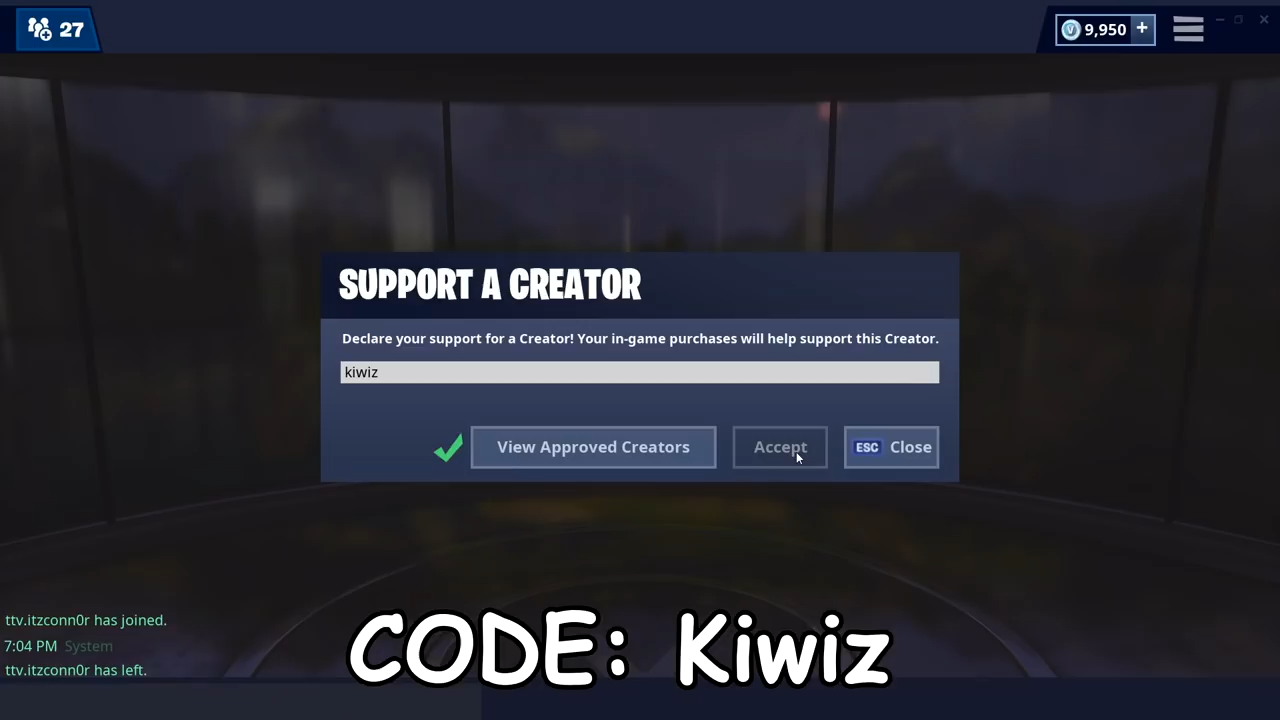 27
9,950 +
SUPPORT A CREATOR
Declare your support for a Creator! Your in-game purchases will help support this Creator.
kiwiz
View Approved Creators
Accept
ESC Close
ttv.itzconn0r has joined.
7:04 PM System
ttv.itzconn0r has left.
CODE: Kiwiz